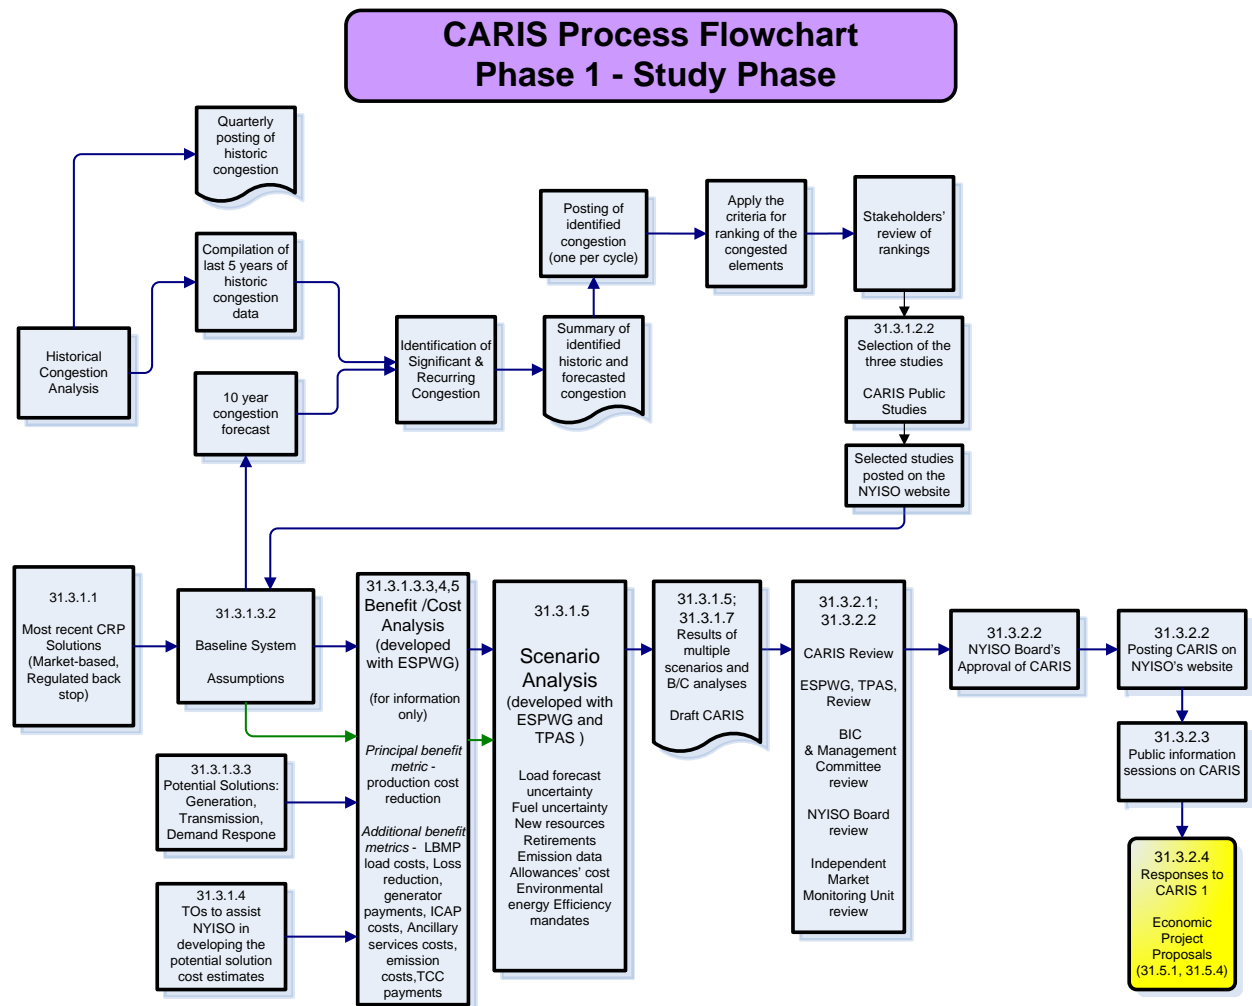 CARIS Process Flowchart
Phase 1 - Study Phase
Quarterly
posting of
historic
congestion
Compilation of
last 5 years of
historic
congestion
data
Historical
Congestion
Analysis
10 year
congestion
forecast
Identification of
Significant &
Recurring
Congestion
Summary of
identified
historic and
forecasted
congestion
Posting of
identified
congestion
(one per cycle)
Apply the
criteria for
ranking of the
congested
elements
Stakeholders'
review of
rankings
31.3.1.2.2
Selection of the
three studies
CARIS Public
Studies
Selected studies
posted on the
NYISO website
31.3.1.1
Most recent CRP
Solutions
(Market-based,
Regulated back
stop)
31.3.1.3.2
Baseline System
Assumptions
31.3.1.3.3
Potential Solutions:
Generation,
Transmission,
Demand Respone
31.3.1.4
TOs to assist
NYISO in
developing the
potential solution
cost estimates
31.3.1.3.3,4,5
Benefit /Cost
Analysis
(developed
with ESPWG)
(for information
only)
Principal benefit
metric -
production cost
reduction
Additional benefit
metrics - LBMP
load costs, Loss
reduction,
generator
payments, ICAP
costs, Ancillary
services costs,
emission
costs,TCC
payments
31.3.1.5
Scenario
Analysis
(developed with
ESPWG and
TPAS )
Load forecast
uncertainty
Fuel uncertainty
New resources
Retirements
Emission data
Allowances' cost
Environmental
energy Efficiency
mandates
31.3.1.5;
31.3.1.7
Results of
multiple
scenarios and
B/C analyses
Draft CARIS
31.3.2.1;
31.3.2.2
CARIS Review
ESPWG, TPAS,
Review
BIC
& Management
Committee
review
NYISO Board
review
Independent
Market
Monitoring Unit
review
31.3.2.2
NYISO Board's
Approval of CARIS
31.3.2.2
Posting CARIS on
NYISO's website
31.3.2.3
Public information
sessions on CARIS
31.3.2.4
Responses to
CARIS 1
Economic
Project
Proposals
(31.5.1, 31.5.4)